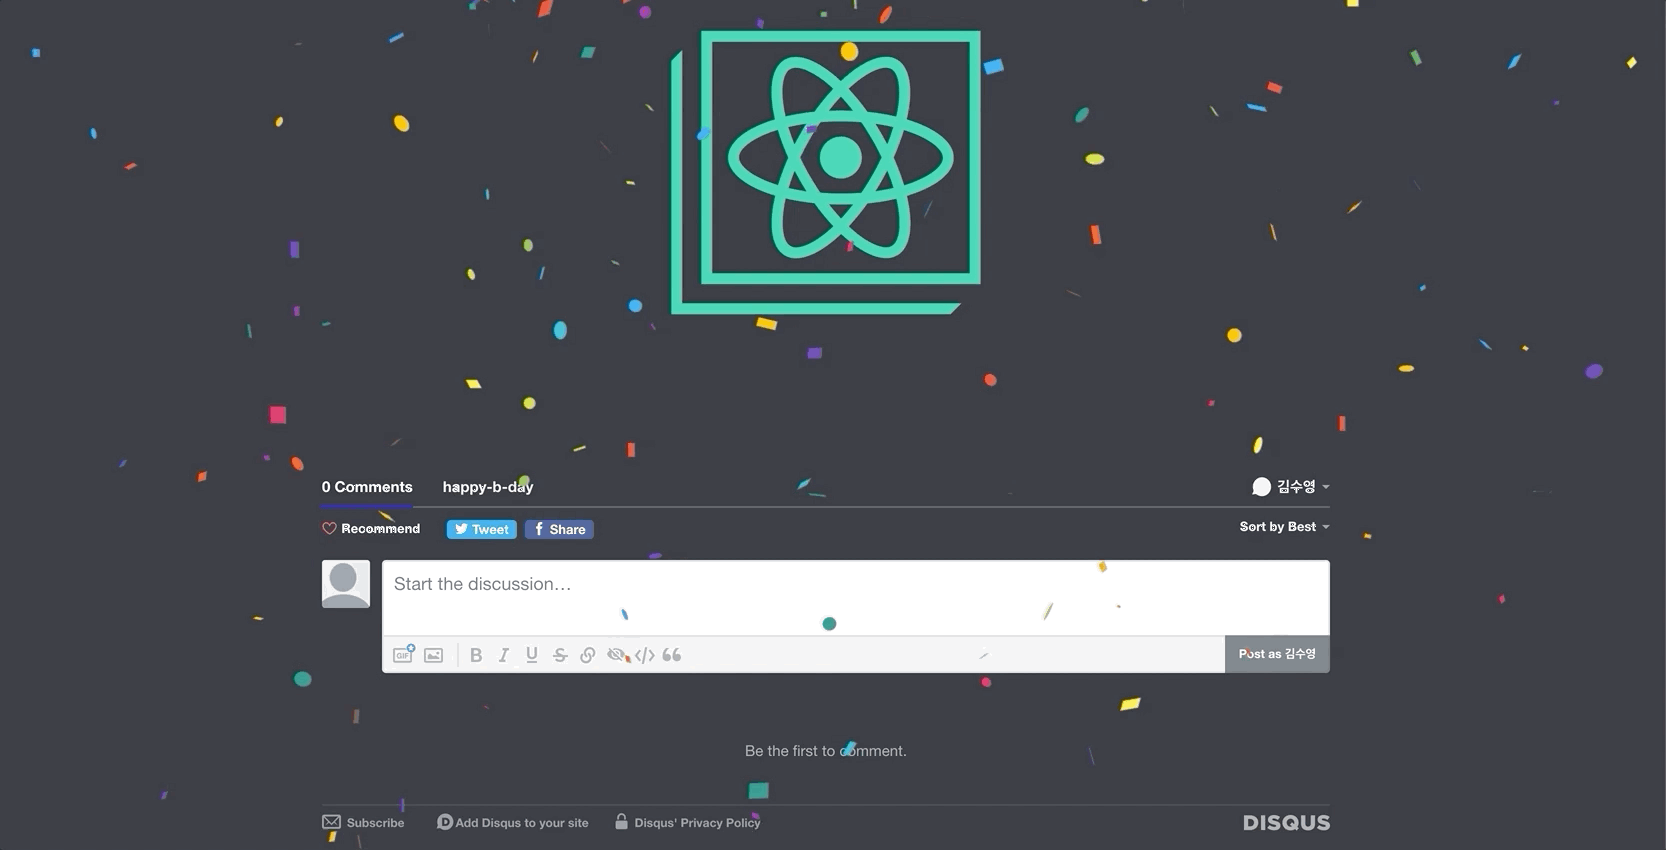 0 Comments happy-b-day 김수영
Recommend Tweet Share Sort by Best
Start the discussion…
GIF B I U S </>
Post as 김수영
Be the first to comment.
Subscribe Add Disqus to your site Disqus' Privacy Policy DISQUS